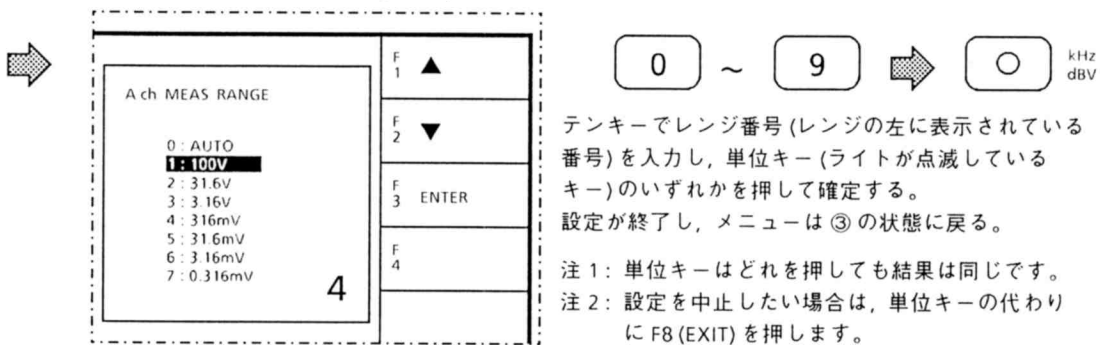 A ch MEAS RANGE
0 : AUTO
1 : 100V
2 : 31.6V
3 : 3.16V
4 : 316mV
5 : 31.6mV
6 : 3.16mV
7 : 0.316mV
4
F1 ▲
F2 ▼
F3 ENTER
F4
0 ～ 9 ○ kHz
dBV
テンキーでレンジ番号 (レンジの左に表示されている
番号) を入力し, 単位キー (ライトが点滅している
キー) のいずれかを押して確定する。
設定が終了し, メニューは ③ の状態に戻る。
注 1 : 単位キーはどれを押しても結果は同じです。
注 2 : 設定を中止したい場合は, 単位キーの代わり
に F8 (EXIT) を押します。